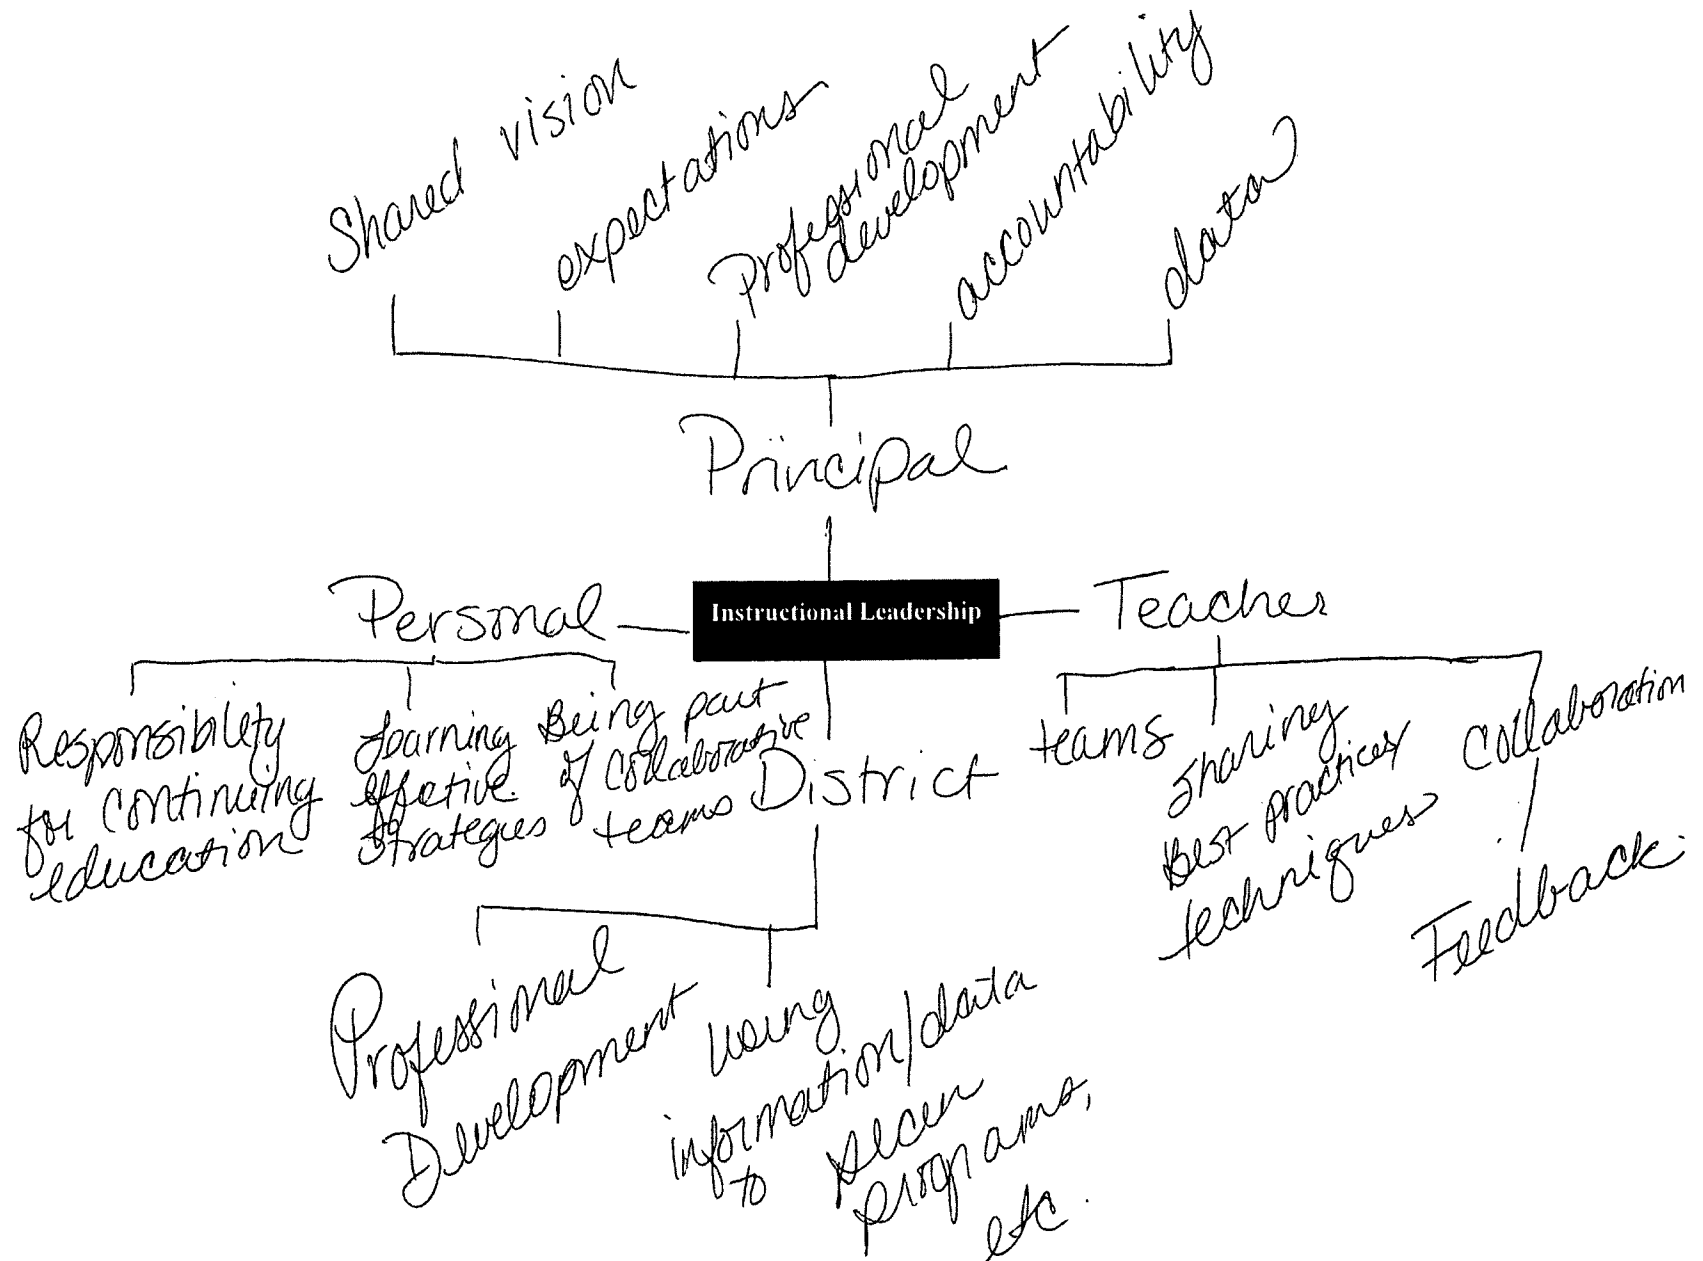 Shared vision
expectations
Professional
development
accountability
data
Principal
Personal
Instructional Leadership
Teacher
Responsibility
for continuing
education
Learning
effetive
strategies
Being part
of collaborative
teams
District
teams
sharing
Best practices
techniques
Collaboration
Feedback.
Professional
Development
Using
information/data
to
programs,
etc.